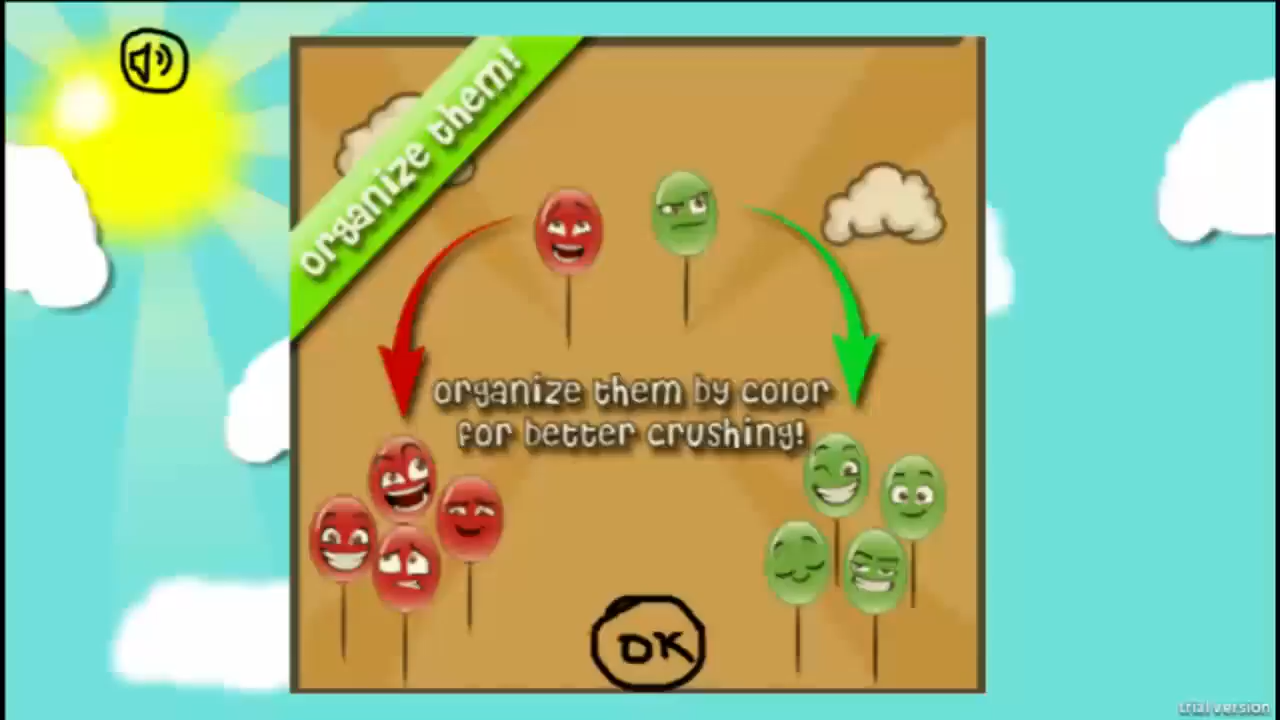 organize them!
organize them by color
for better crushing!
OK
trial version